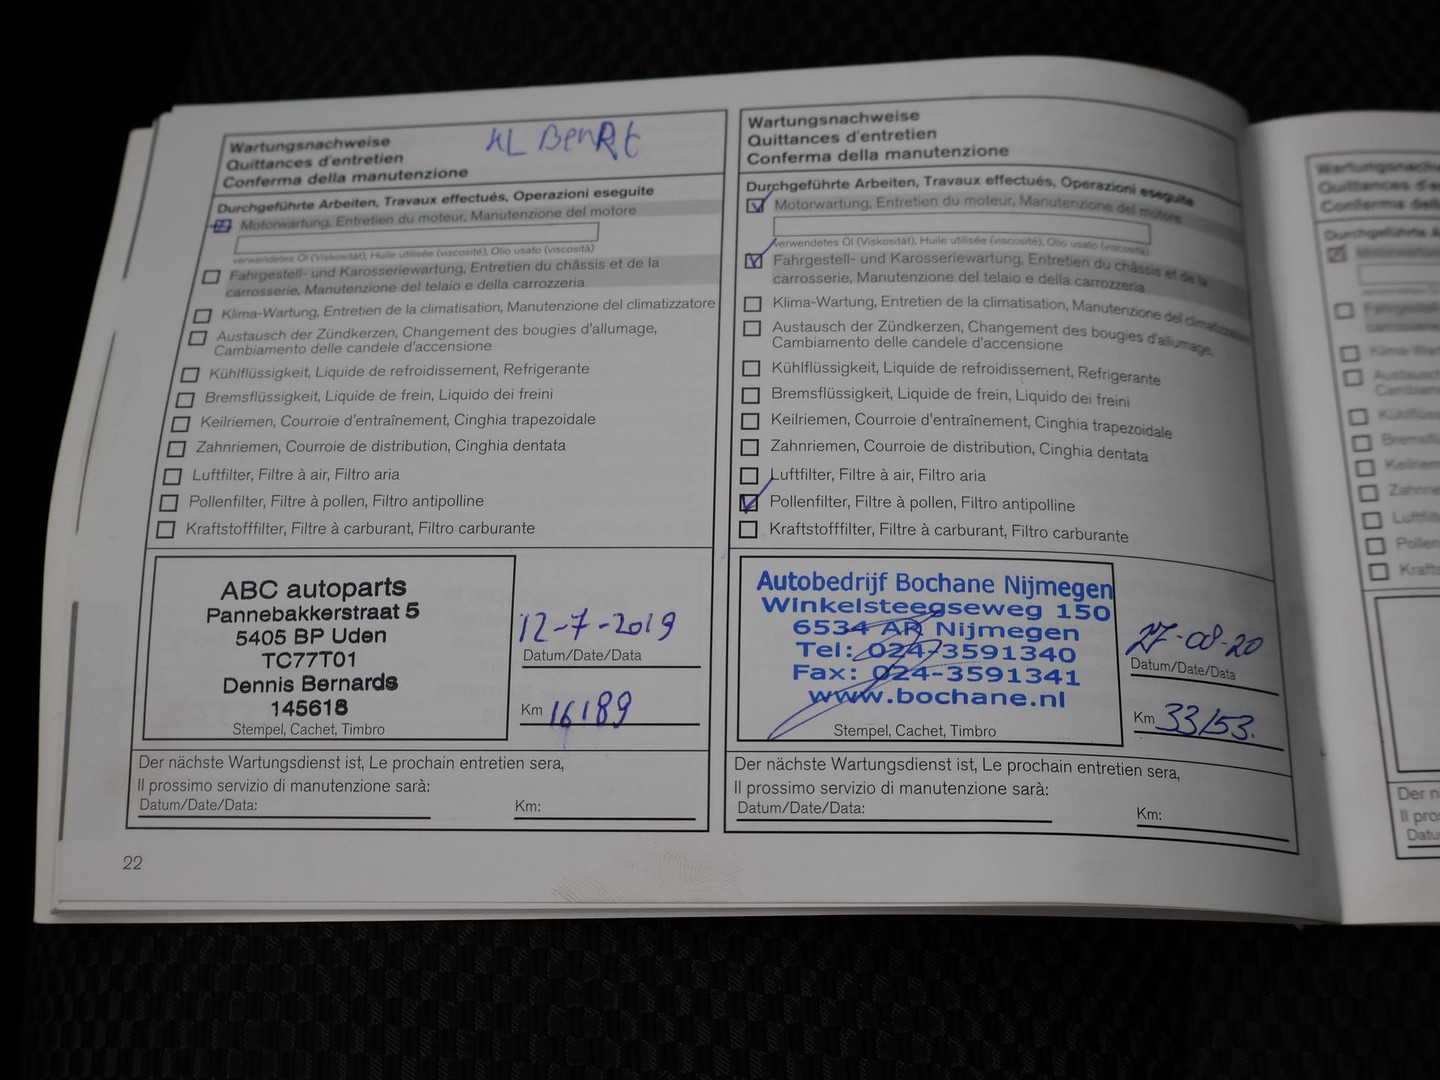 Wartungsnachweise
Quittances d'entretien
Conferma della manutenzione
Durchgeführte Arbeiten, Travaux effectués, Operazioni eseguite
Motorwartung, Entretien du moteur, Manutenzione del motore
verwendetes Öl (Viskosität), Huile utilisée (viscosité), Olio usato (viscosità)
Fahrgestell- und Karosseriewartung, Entretien du châssis et de la
carrosserie, Manutenzione del telaio e della carrozzeria
Klima-Wartung, Entretien de la climatisation, Manutenzione del climatizzatore
Austausch der Zündkerzen, Changement des bougies d'allumage,
Cambiamento delle candele d'accensione
Kühlflüssigkeit, Liquide de refroidissement, Refrigerante
Bremsflüssigkeit, Liquide de frein, Liquido dei freini
Keilriemen, Courroie d'entraînement, Cinghia trapezoidale
Zahnriemen, Courroie de distribution, Cinghia dentata
Luftfilter, Filtre à air, Filtro aria
Pollenfilter, Filtre à pollen, Filtro antipolline
Kraftstofffilter, Filtre à carburant, Filtro carburante
ABC autoparts
Pannebakkerstraat 5
5405 BP Uden
TC77T01
Dennis Bernards
145618
Stempel, Cachet, Timbro
12-7-2019
Datum/Date/Data
Km 16189
Der nächste Wartungsdienst ist, Le prochain entretien sera,
Il prossimo servizio di manutenzione sarà:
Datum/Date/Data:
Km:
22
Wartungsnachweise
Quittances d'entretien
Conferma della manutenzione
Durchgeführte Arbeiten, Travaux effectués, Operazioni eseguite
Motorwartung, Entretien du moteur, Manutenzione del motore
verwendetes Öl (Viskosität), Huile utilisée (viscosité), Olio usato (viscosità)
Fahrgestell- und Karosseriewartung, Entretien du châssis et de la
carrosserie, Manutenzione del telaio e della carrozzeria
Klima-Wartung, Entretien de la climatisation, Manutenzione del climatizzatore
Austausch der Zündkerzen, Changement des bougies d'allumage,
Cambiamento delle candele d'accensione
Kühlflüssigkeit, Liquide de refroidissement, Refrigerante
Bremsflüssigkeit, Liquide de frein, Liquido dei freini
Keilriemen, Courroie d'entraînement, Cinghia trapezoidale
Zahnriemen, Courroie de distribution, Cinghia dentata
Luftfilter, Filtre à air, Filtro aria
Pollenfilter, Filtre à pollen, Filtro antipolline
Kraftstofffilter, Filtre à carburant, Filtro carburante
Autobedrijf Bochane Nijmegen
Winkelsteegseweg 150
6534 AR Nijmegen
Tel: 024-3591340
Fax: 024-3591341
www.bochane.nl
Stempel, Cachet, Timbro
27-08-20
Datum/Date/Data
Km 33153.
Der nächste Wartungsdienst ist, Le prochain entretien sera,
Il prossimo servizio di manutenzione sarà:
Datum/Date/Data:
Km: